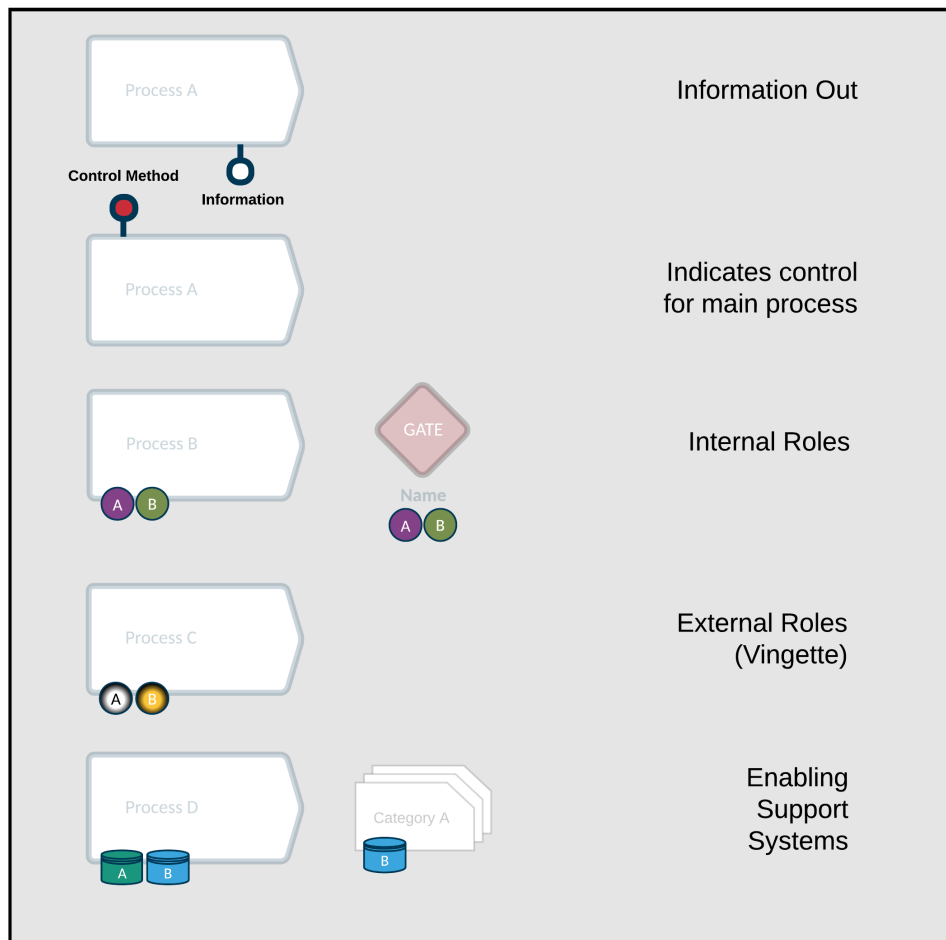 Process A
Information Out
Control Method
Information
Process A
Indicates control
for main process
Process B
GATE
Internal Roles
A B
Name
A B
Process C
External Roles
(Vingette)
A B
Process D
Category A
Enabling
Support
Systems
A B
B